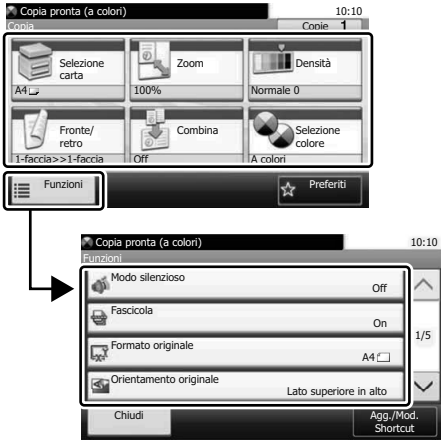 Copia pronta (a colori) 10:10
Copia Copie 1
Selezione carta
A4
Zoom
100%
Densità
Normale 0
Fronte/ retro
1-faccia>>1-faccia
Combina
Off
Selezione colore
A colori
Funzioni
Preferiti
Copia pronta (a colori) 10:10
Funzioni
Modo silenzioso
Off
Fascicola
On
Formato originale
A4
Orientamento originale
Lato superiore in alto
1/5
Chiudi
Agg./Mod.
Shortcut